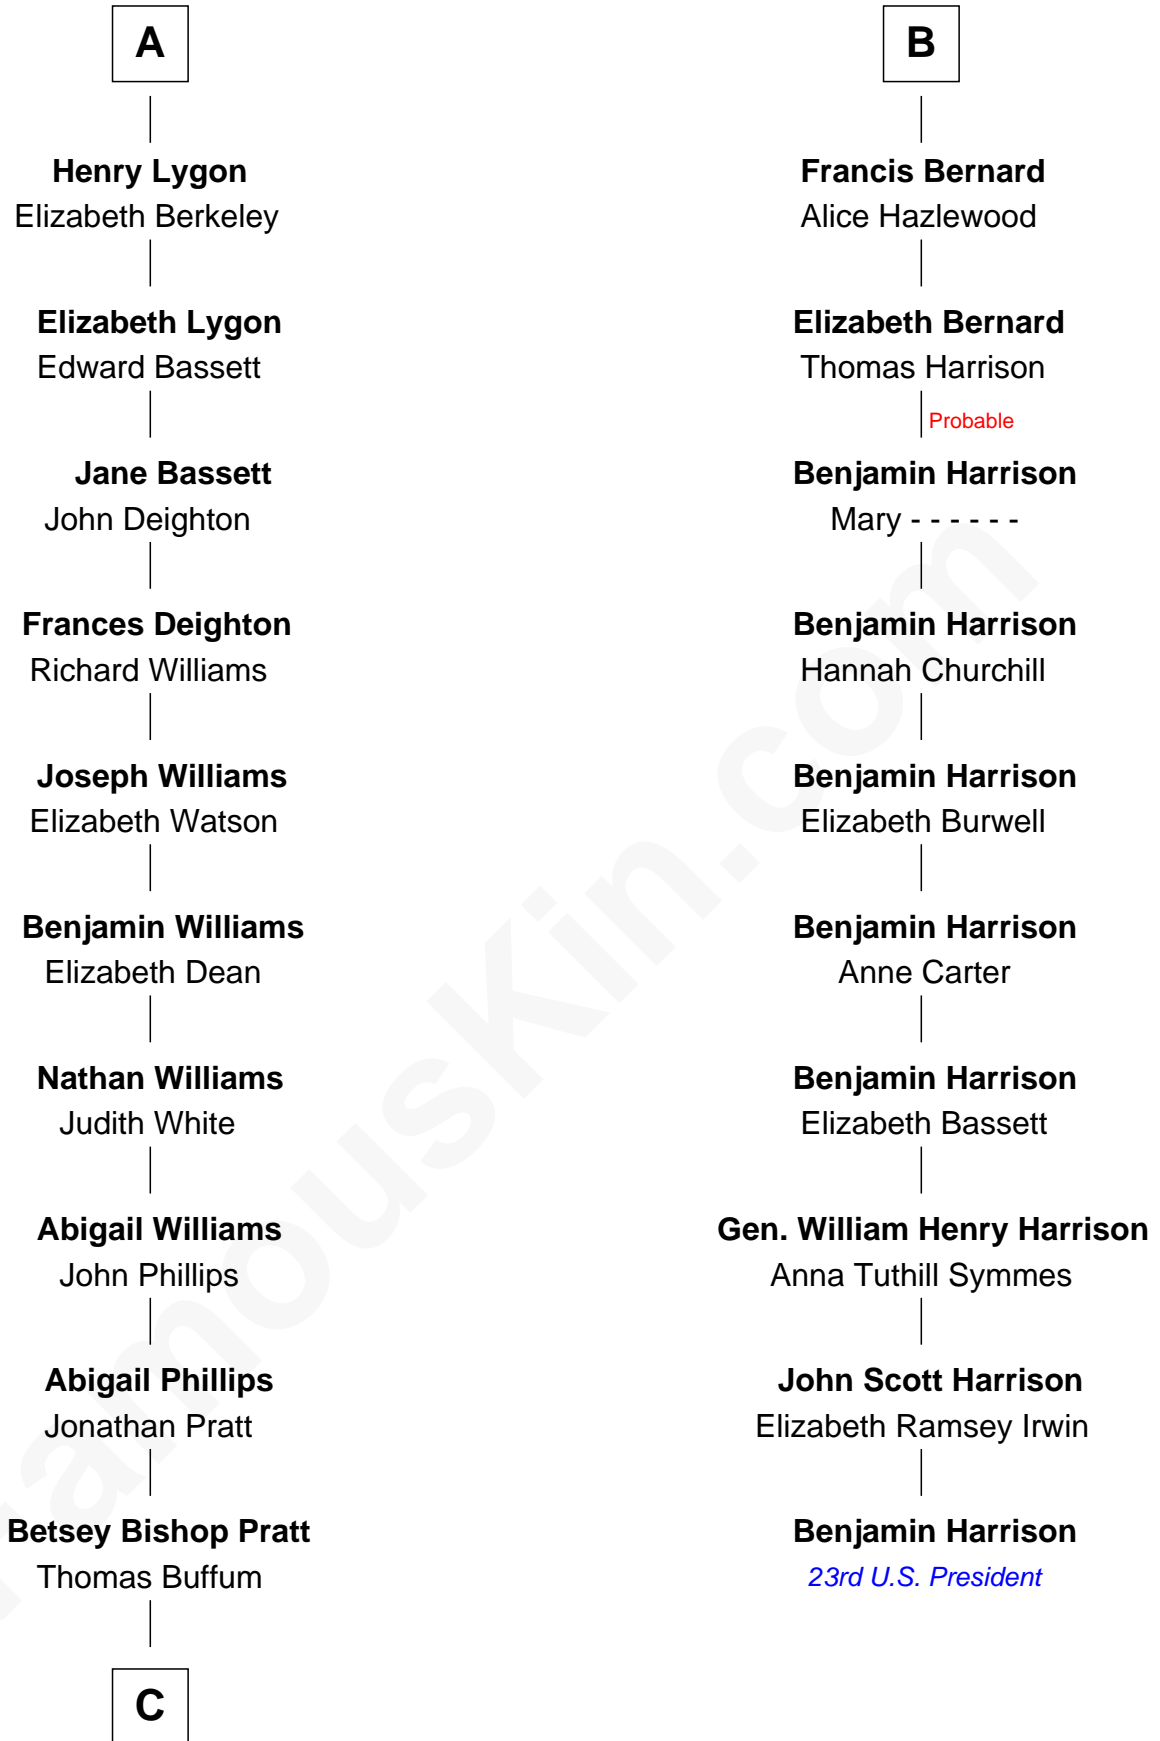 A
Henry Lygon
Elizabeth Berkeley
Elizabeth Lygon
Edward Bassett
Jane Bassett
John Deighton
Frances Deighton
Richard Williams
Joseph Williams
Elizabeth Watson
Benjamin Williams
Elizabeth Dean
Nathan Williams
Judith White
Abigail Williams
John Phillips
Abigail Phillips
Jonathan Pratt
Betsey Bishop Pratt
Thomas Buffum
C
B
Francis Bernard
Alice Hazlewood
Elizabeth Bernard
Thomas Harrison
Probable
Benjamin Harrison
Mary - - - - - -
Benjamin Harrison
Hannah Churchill
Benjamin Harrison
Elizabeth Burwell
Benjamin Harrison
Anne Carter
Benjamin Harrison
Elizabeth Bassett
Gen. William Henry Harrison
Anna Tuthill Symmes
John Scott Harrison
Elizabeth Ramsey Irwin
Benjamin Harrison
23rd U.S. President
FamousKin.com